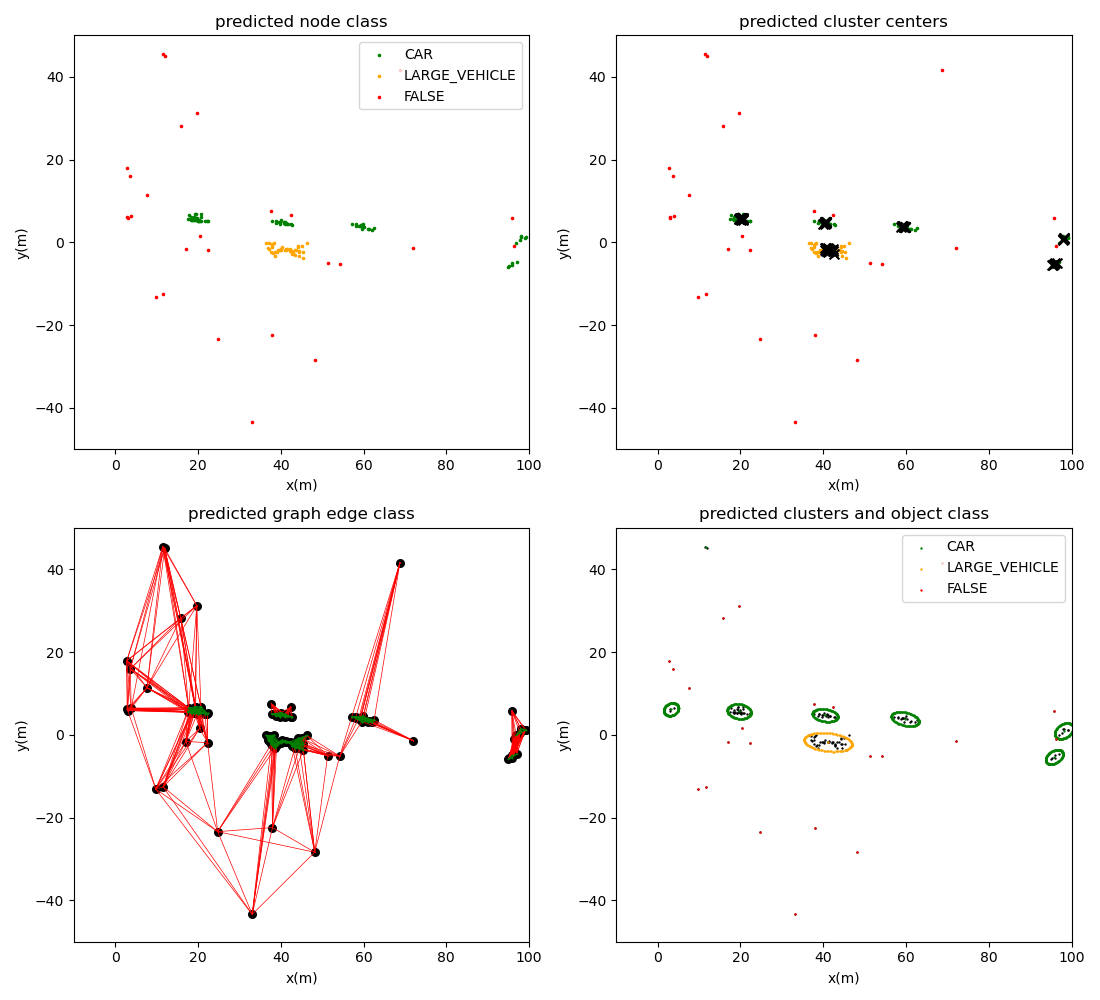 predicted node class
40
20
0
−20
−40
y(m)
0
20
40
60
80
100
x(m)
CAR
LARGE_VEHICLE
FALSE
predicted cluster centers
40
20
0
−20
−40
y(m)
0
20
40
60
80
100
x(m)
predicted graph edge class
40
20
0
−20
−40
y(m)
0
20
40
60
80
100
x(m)
predicted clusters and object class
40
20
0
−20
−40
y(m)
0
20
40
60
80
100
x(m)
CAR
LARGE_VEHICLE
FALSE